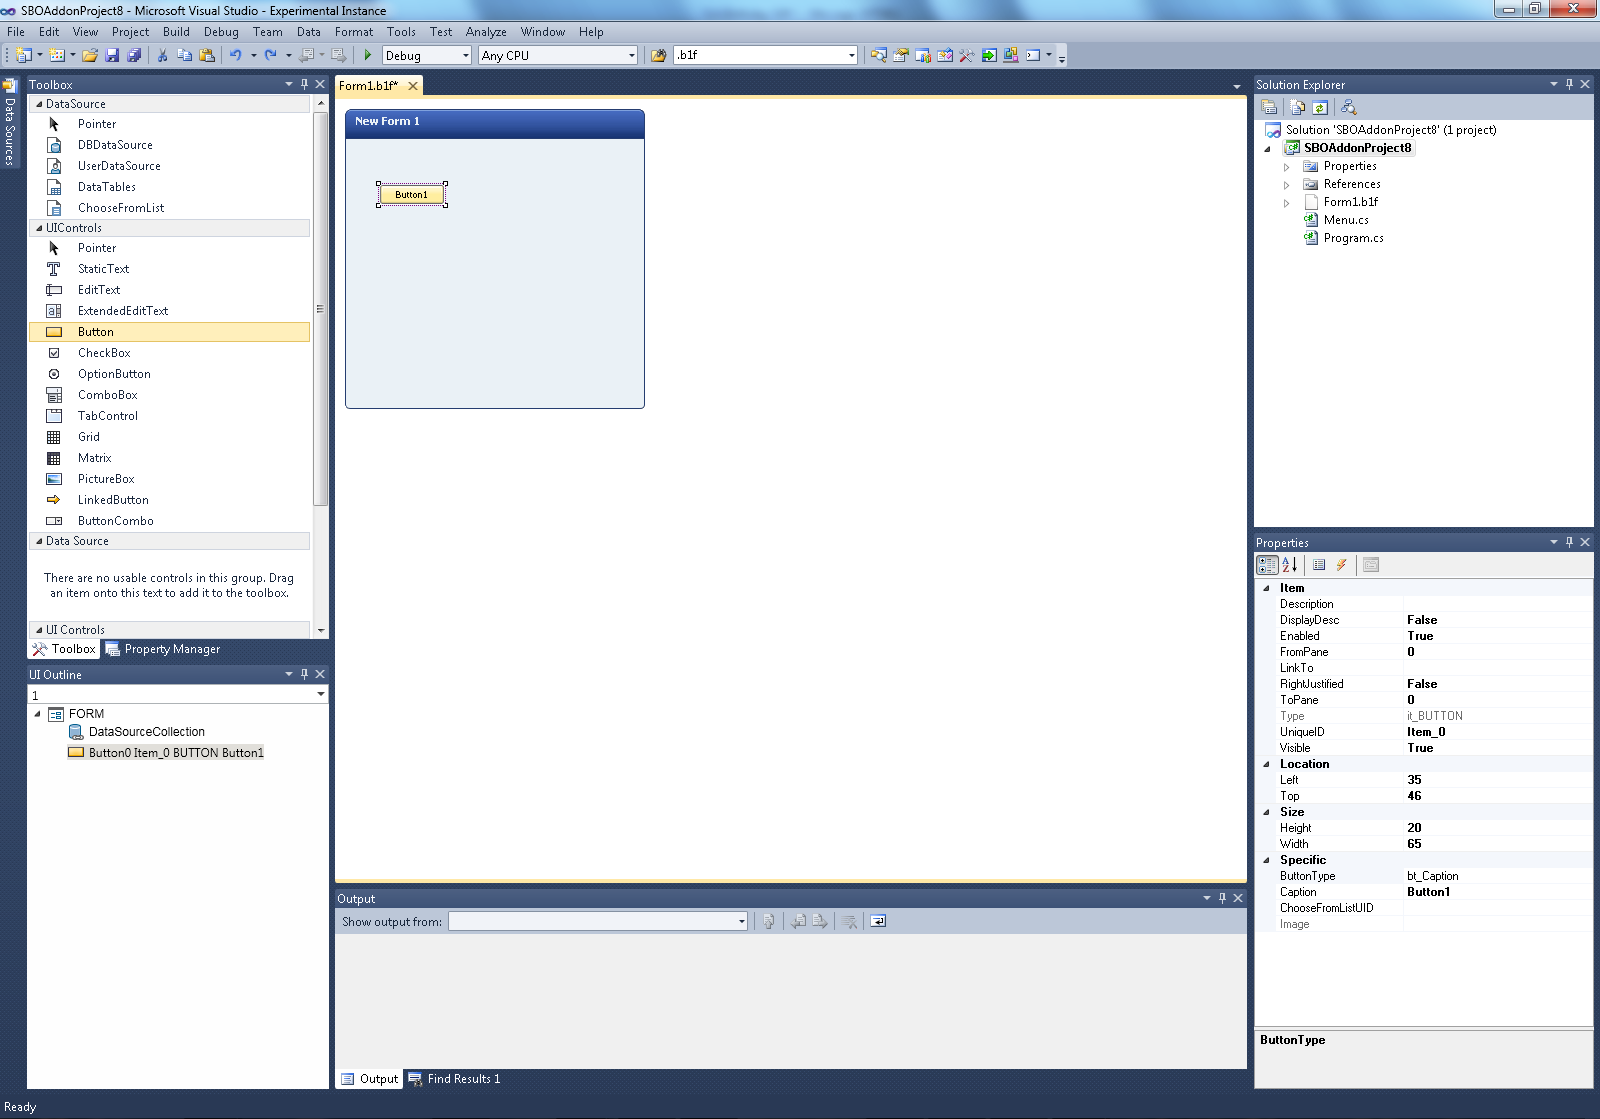 SBOAddonProject8 - Microsoft Visual Studio - Experimental Instance
File Edit View Project Build Debug Team Data Format Tools Test Analyze Window Help
Debug Any CPU .b1f
Data Sources
Toolbox
DataSource
Pointer
DBDataSource
UserDataSource
DataTables
ChooseFromList
UIControls
Pointer
StaticText
EditText
ExtendedEditText
Button
CheckBox
OptionButton
ComboBox
TabControl
Grid
Matrix
PictureBox
LinkedButton
ButtonCombo
Data Source
There are no usable controls in this group. Drag
an item onto this text to add it to the toolbox.
UI Controls
Toolbox Property Manager
UI Outline
1
FORM
DataSourceCollection
Button0 Item_0 BUTTON Button1
Form1.b1f*
New Form 1
Button1
Output
Show output from:
Output Find Results 1
Solution Explorer
Solution 'SBOAddonProject8' (1 project)
SBOAddonProject8
Properties
References
Form1.b1f
Menu.cs
Program.cs
Properties
Item
Description
DisplayDesc False
Enabled True
FromPane 0
LinkTo
RightJustified False
ToPane 0
Type it_BUTTON
UniqueID Item_0
Visible True
Location
Left 35
Top 46
Size
Height 20
Width 65
Specific
ButtonType bt_Caption
Caption Button1
ChooseFromListUID
Image
ButtonType
Ready